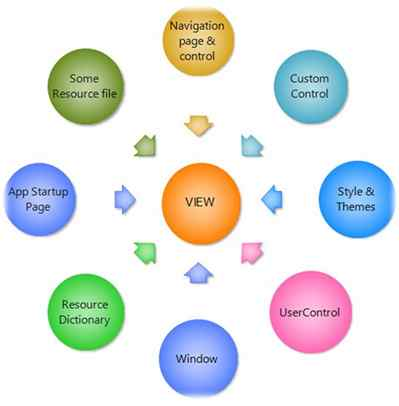 Navigation
page &
control
Some
Resource file
Custom
Control
App Startup
Page
VIEW
Style &
Themes
Resource
Dictionary
UserControl
Window